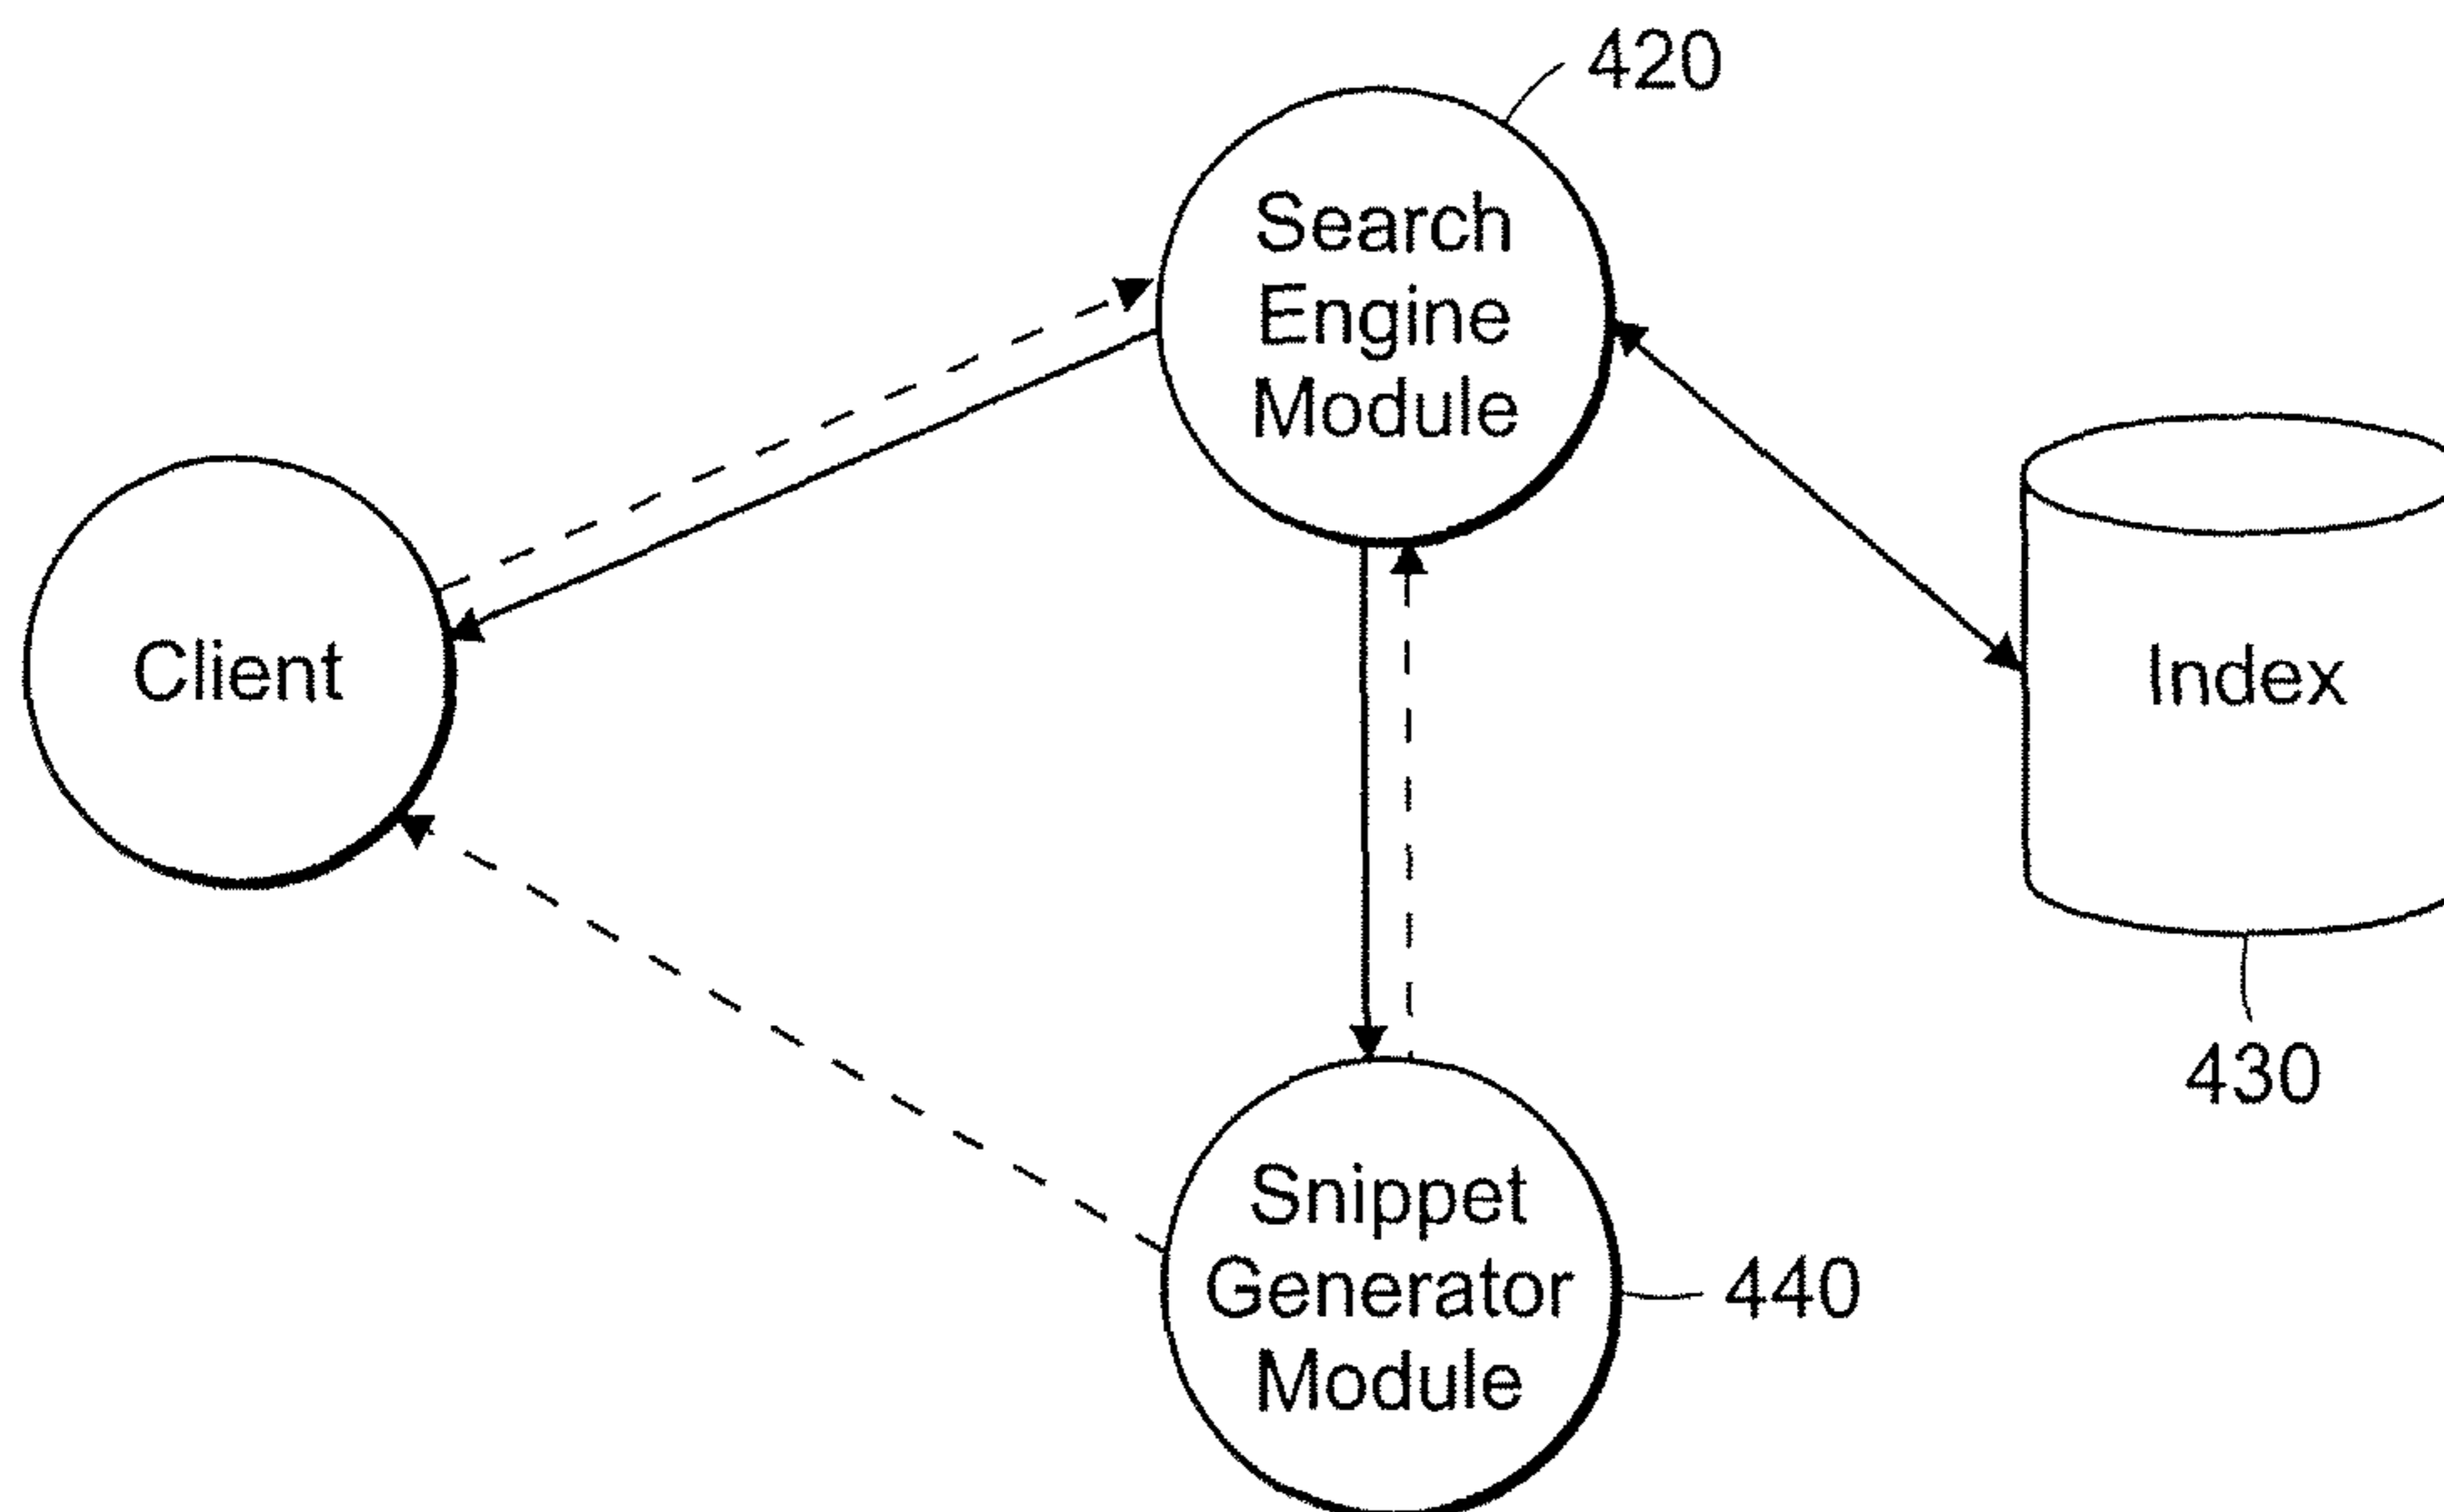 420
Search
Engine
Module
Client
Index
430
Snippet
Generator
Module
440